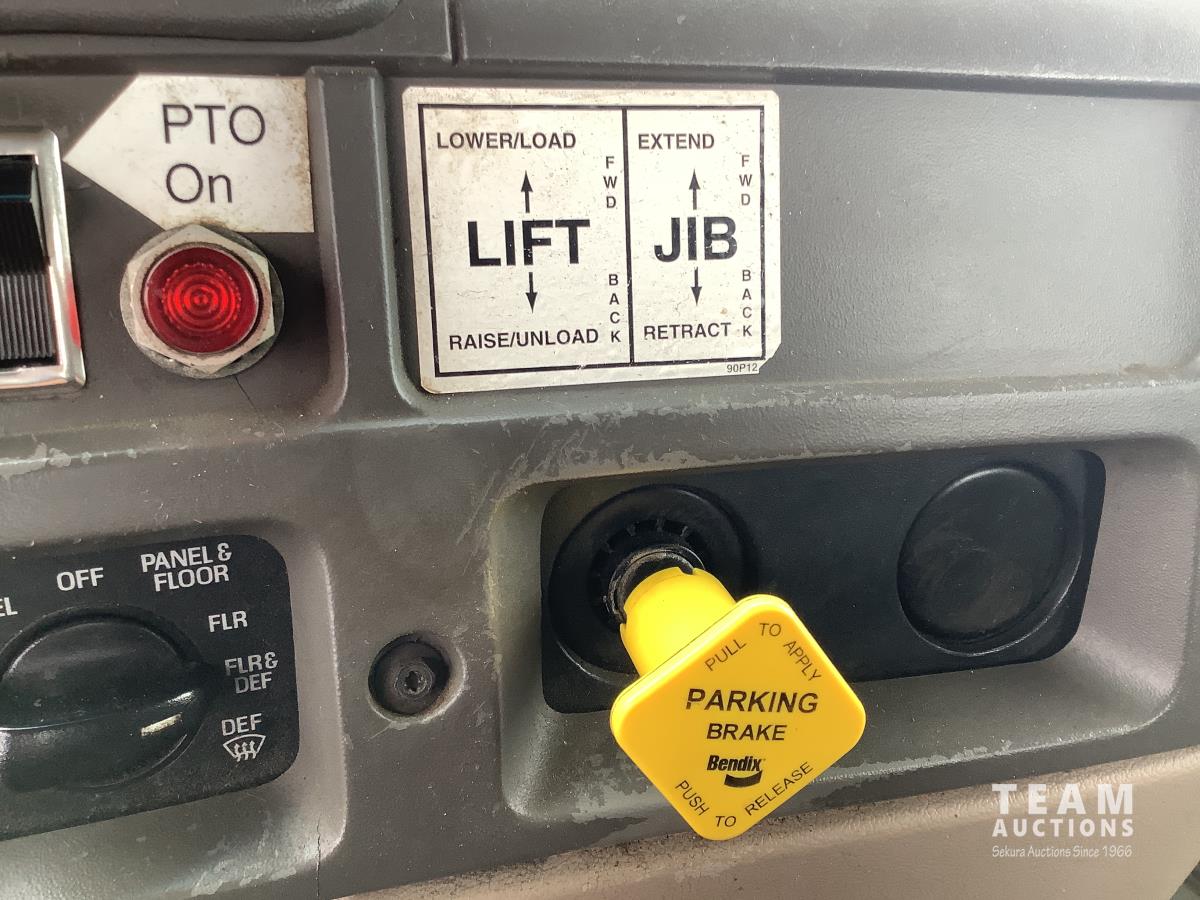 PTO
On
LOWER/LOAD
FWD
LIFT
BACK
RAISE/UNLOAD
EXTEND
FWD
JIB
BACK
RETRACT
90P12
OFF
PANEL &
FLOOR
FLR
FLR &
DEF
DEF
PULL TO APPLY
PARKING
BRAKE
Bendix
PUSH TO RELEASE
TEAM
AUCTIONS
Sekura Auctions Since 1966